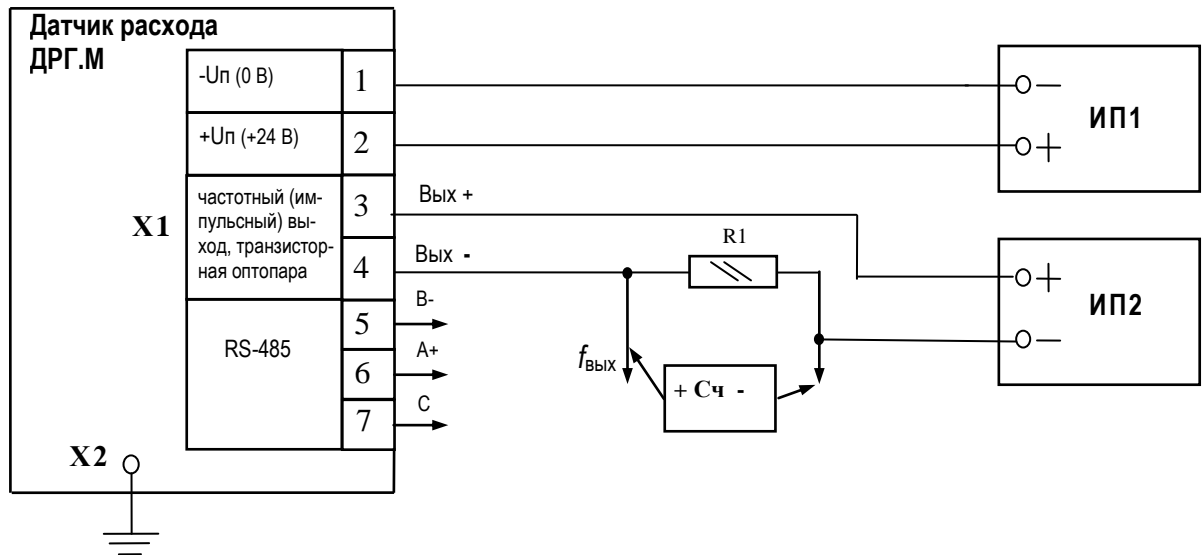 Датчик расхода
ДРГ.М
-Uп (0 В)
1
+Uп (+24 В)
2
частотный (им-
пульсный) вы-
ход, транзистор-
ная оптопара
3
4
X1
RS-485
5
6
7
X2
Вых +
Вых -
B-
A+
C
R1
fвых
+ Сч -
ИП1
ИП2